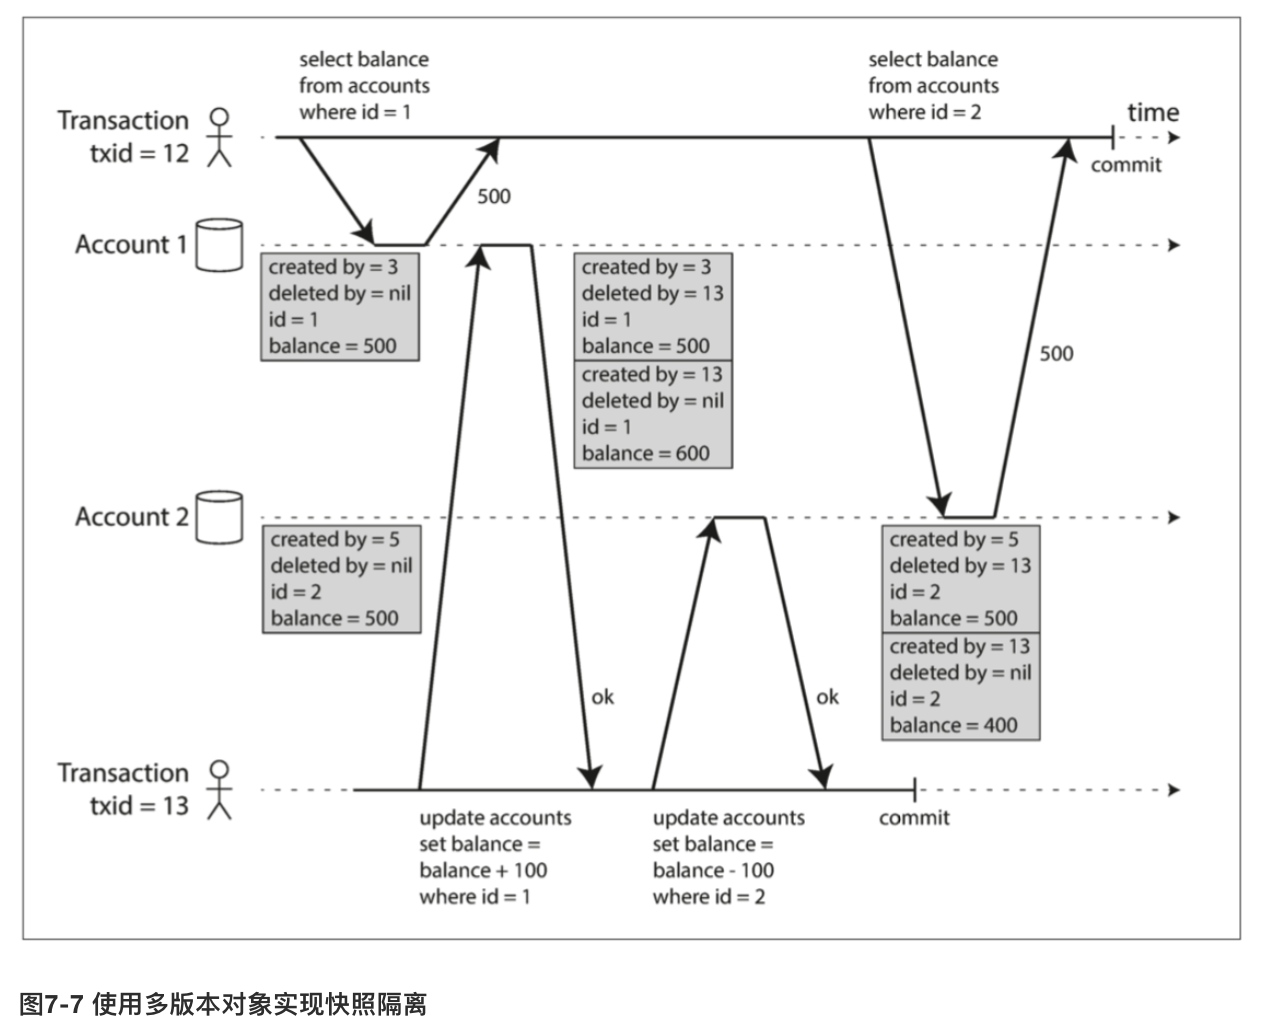 select balance
from accounts
where id = 1
select balance
from accounts
where id = 2
time
Transaction
txid = 12
commit
500
Account 1
created by = 3
deleted by = nil
id = 1
balance = 500
created by = 3
deleted by = 13
id = 1
balance = 500
created by = 13
deleted by = nil
id = 1
balance = 600
500
Account 2
created by = 5
deleted by = nil
id = 2
balance = 500
created by = 5
deleted by = 13
id = 2
balance = 500
created by = 13
deleted by = nil
id = 2
balance = 400
ok
ok
Transaction
txid = 13
update accounts
set balance =
balance + 100
where id = 1
update accounts
set balance =
balance - 100
where id = 2
commit
图7-7 使用多版本对象实现快照隔离